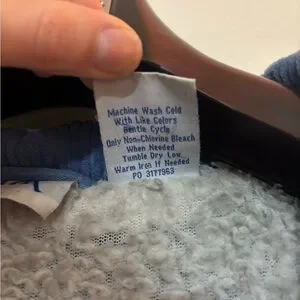 Machine Wash Cold
With Like Colors
Gentle Cycle
Only Non-Chlorine Bleach
When Needed
Tumble Dry Low
Warm Iron If Needed
PO 3177963